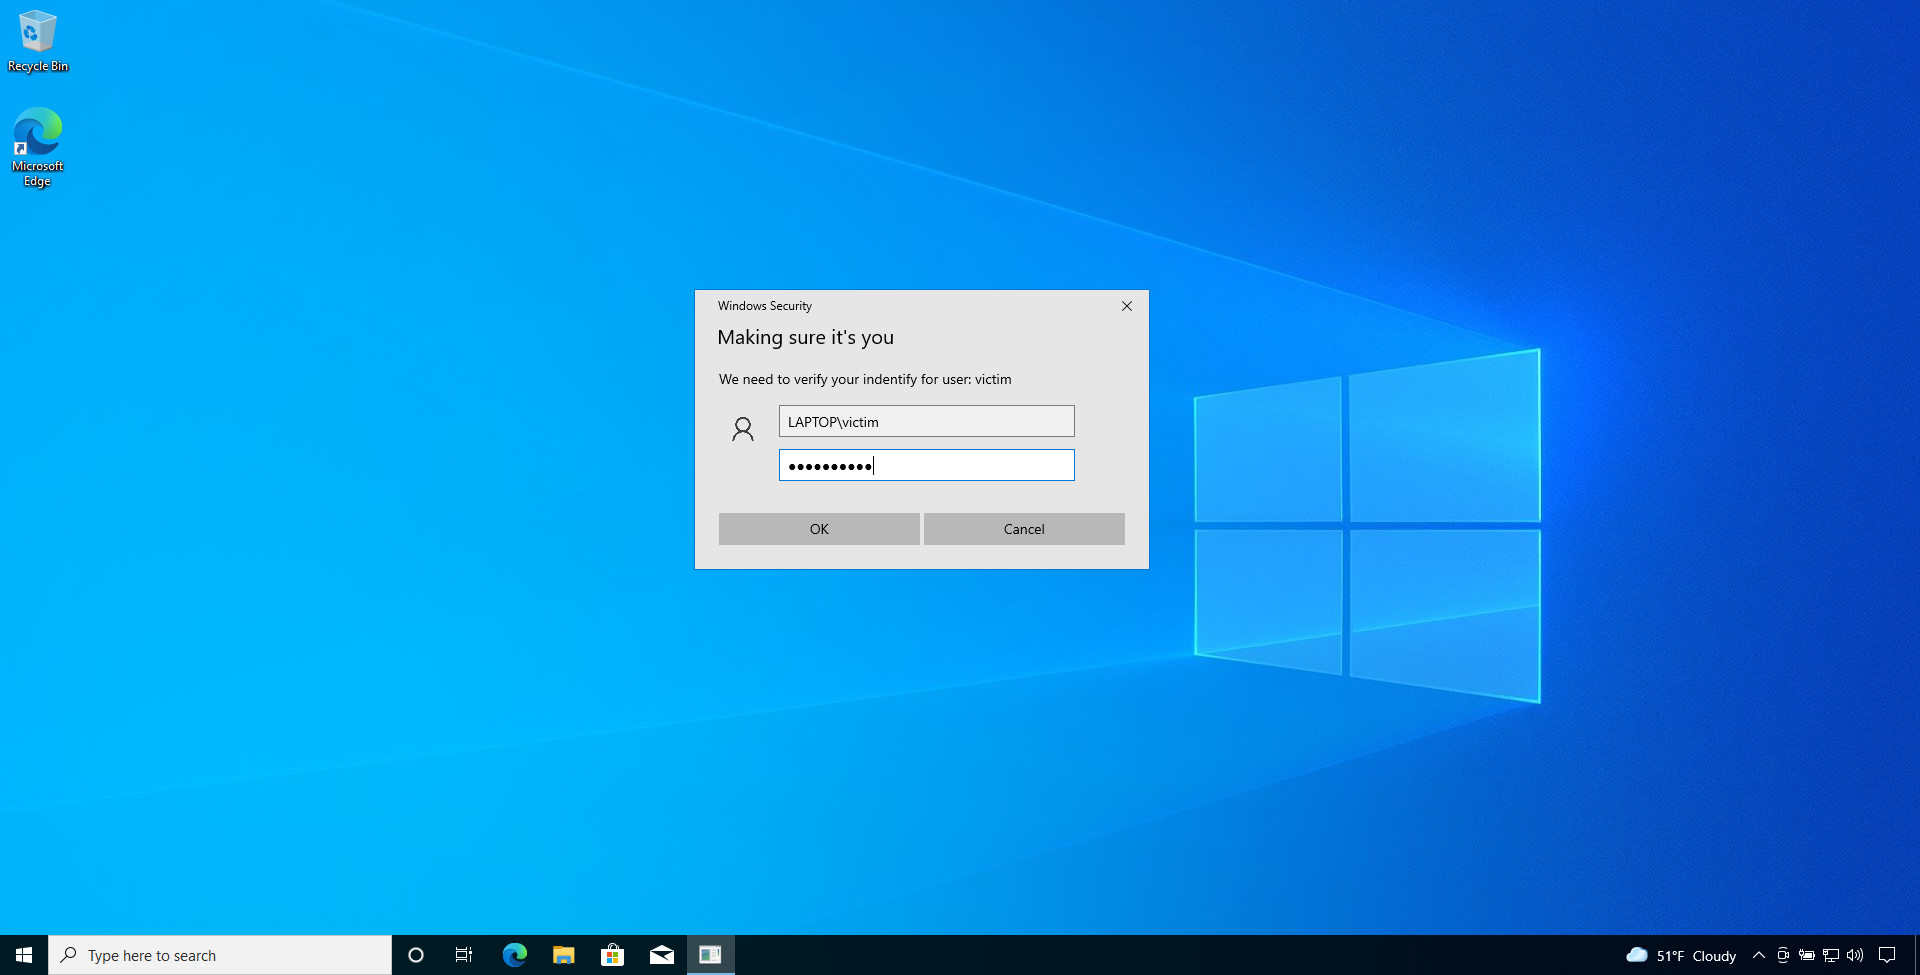 Recycle Bin
Microsoft
Edge
Windows Security
Making sure it's you
We need to verify your indentify for user: victim
LAPTOP\victim
●●●●●●●●●●
OK
Cancel
Type here to search
51°F Cloudy